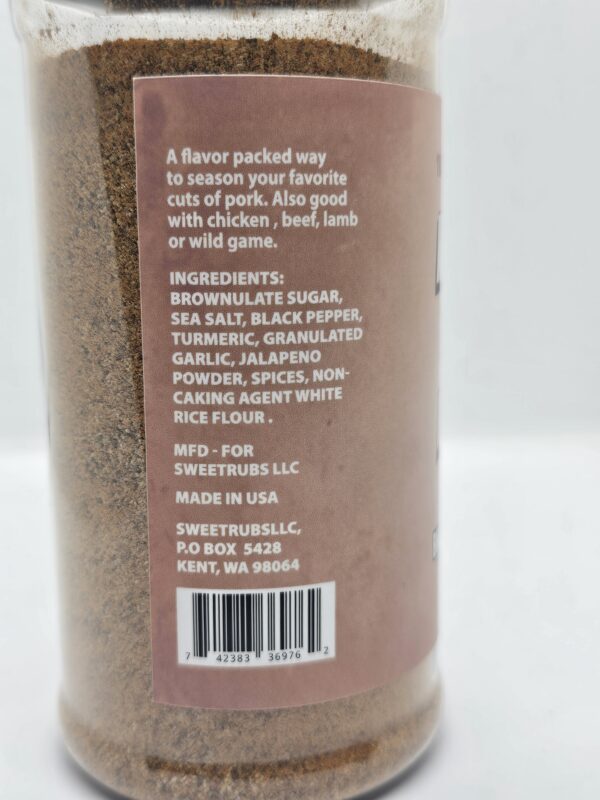 A flavor packed way
to season your favorite
cuts of pork. Also good
with chicken , beef, lamb
or wild game.
INGREDIENTS:
BROWNULATE SUGAR,
SEA SALT, BLACK PEPPER,
TURMERIC, GRANULATED
GARLIC, JALAPENO
POWDER, SPICES, NON-
CAKING AGENT WHITE
RICE FLOUR .
MFD - FOR
SWEETRUBS LLC
MADE IN USA
SWEETRUBSLLC,
P.O BOX 5428
KENT, WA 98064
7 42383 36976 2